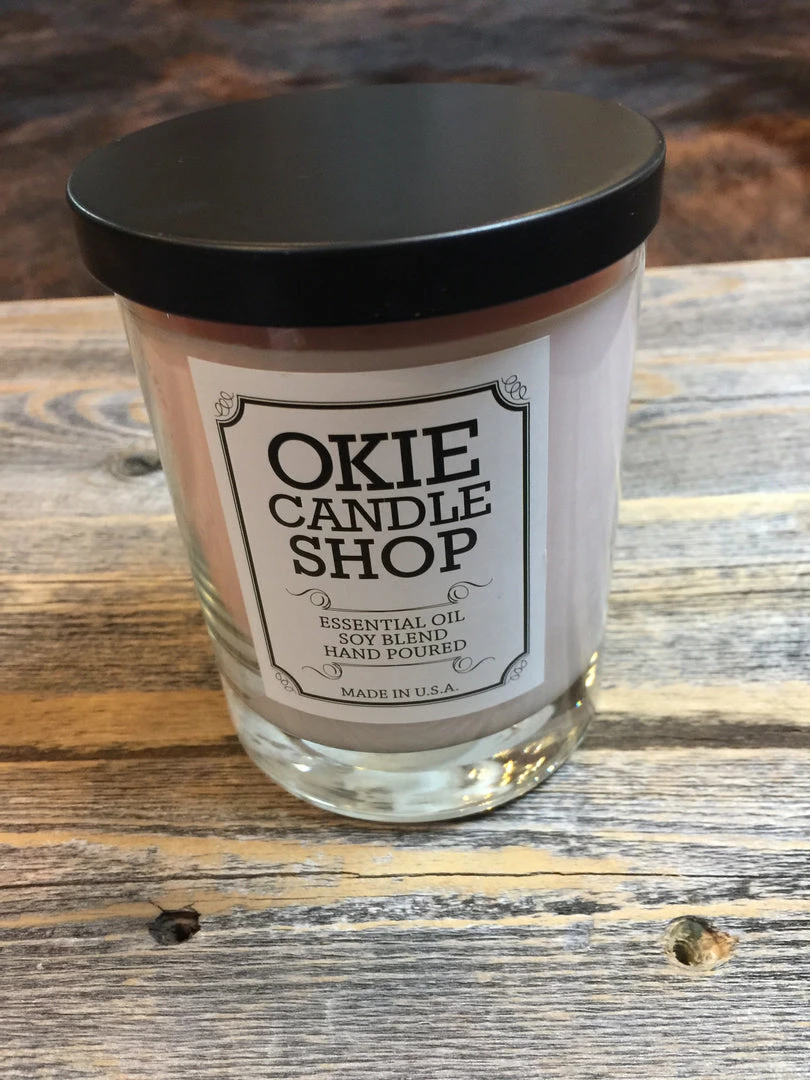 OKIE
CANDLE
SHOP
ESSENTIAL OIL
SOY BLEND
HAND POURED
MADE IN U.S.A.